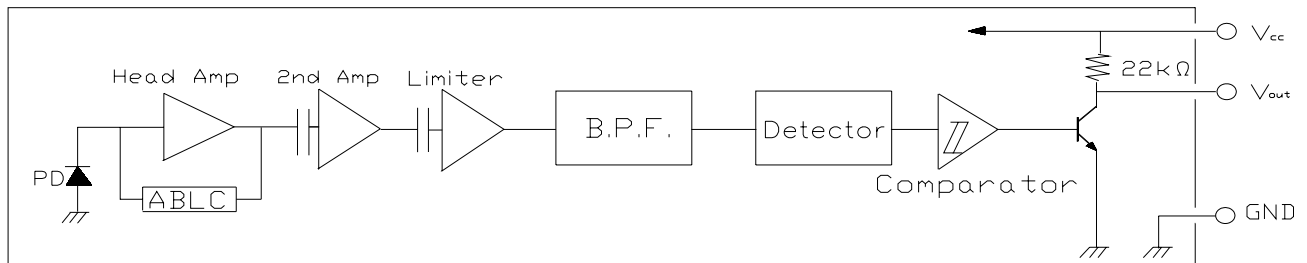 Vcc
Head Amp
2nd Amp
Limiter
22kΩ
Vout
B.P.F.
Detector
PD
ABLC
Comparator
GND